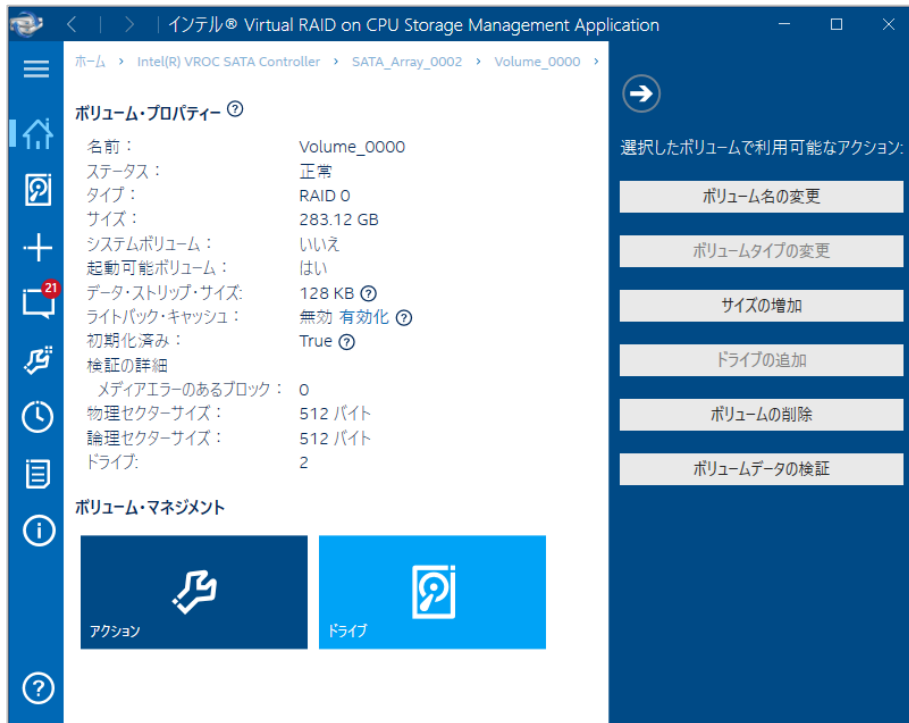 インテル® Virtual RAID on CPU Storage Management Application
ホーム › Intel(R) VROC SATA Controller › SATA_Array_0002 › Volume_0000 ›
ボリューム・プロパティー ?
名前： Volume_0000
ステータス： 正常
タイプ： RAID 0
サイズ： 283.12 GB
システムボリューム： いいえ
起動可能ボリューム： はい
データ・ストリップ・サイズ: 128 KB ?
ライトバック・キャッシュ： 無効 有効化 ?
初期化済み： True ?
検証の詳細
メディアエラーのあるブロック： 0
物理セクターサイズ： 512 バイト
論理セクターサイズ： 512 バイト
ドライブ: 2
ボリューム・マネジメント
アクション
ドライブ
21
選択したボリュームで利用可能なアクション:
ボリューム名の変更
ボリュームタイプの変更
サイズの増加
ドライブの追加
ボリュームの削除
ボリュームデータの検証